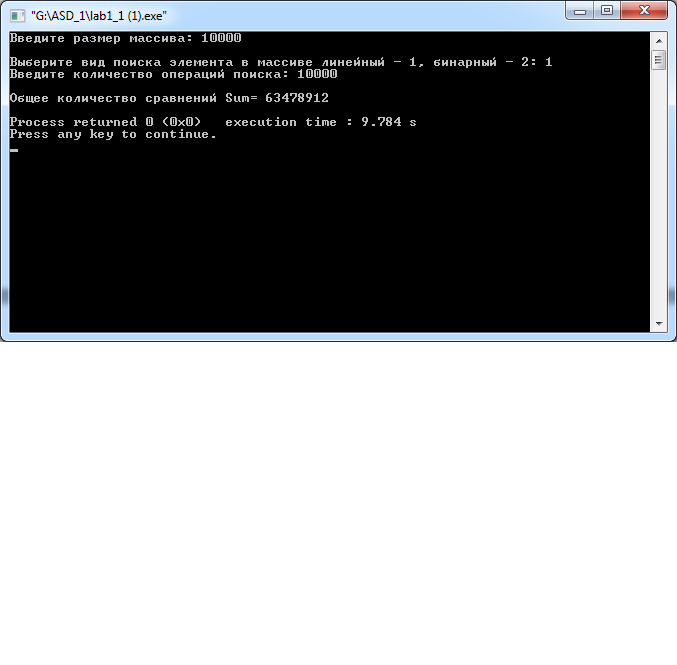 "G:\ASD_1\lab1_1 (1).exe"
Введите размер массива: 10000
Выберите вид поиска элемента в массиве линейный - 1, бинарный - 2: 1
Введите количество операций поиска: 10000
Общее количество сравнений Sum= 63478912
Process returned 0 (0x0)   execution time : 9.784 s
Press any key to continue.